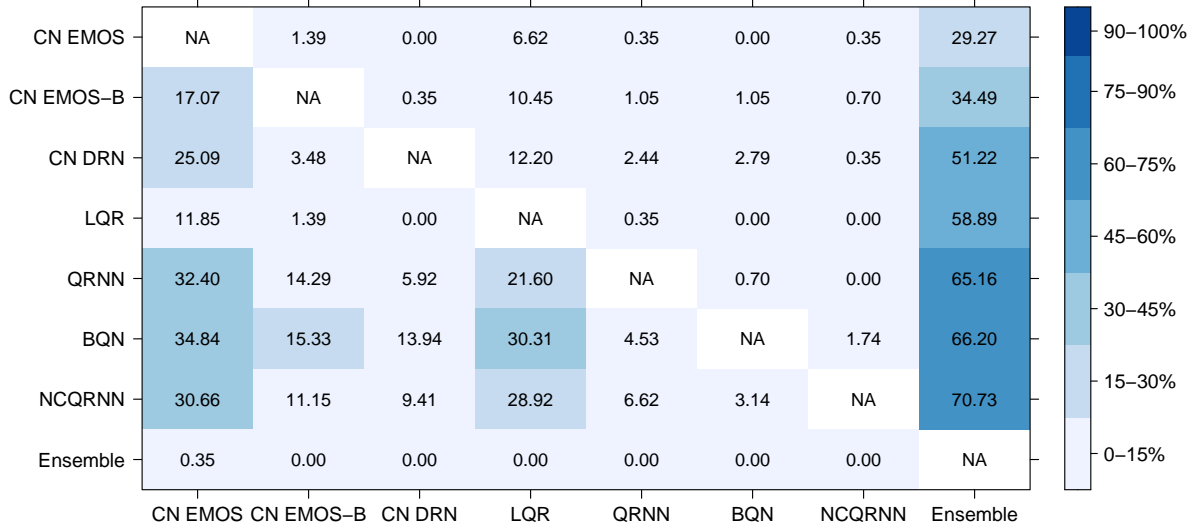 CN EMOS NA 1.39 0.00 6.62 0.35 0.00 0.35 29.27
CN EMOS−B 17.07 NA 0.35 10.45 1.05 1.05 0.70 34.49
CN DRN 25.09 3.48 NA 12.20 2.44 2.79 0.35 51.22
LQR 11.85 1.39 0.00 NA 0.35 0.00 0.00 58.89
QRNN 32.40 14.29 5.92 21.60 NA 0.70 0.00 65.16
BQN 34.84 15.33 13.94 30.31 4.53 NA 1.74 66.20
NCQRNN 30.66 11.15 9.41 28.92 6.62 3.14 NA 70.73
Ensemble 0.35 0.00 0.00 0.00 0.00 0.00 0.00 NA
CN EMOS CN EMOS−B CN DRN LQR QRNN BQN NCQRNN Ensemble
90−100%
75−90%
60−75%
45−60%
30−45%
15−30%
0−15%